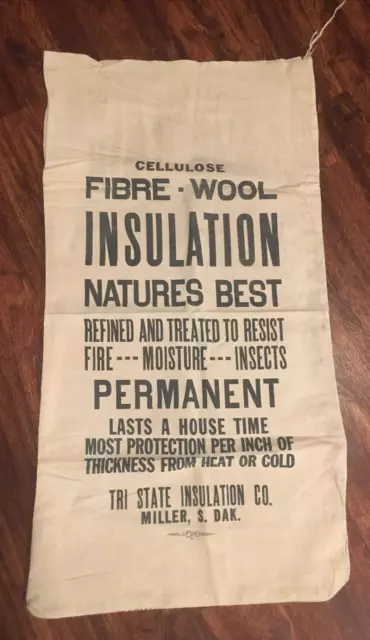 CELLULOSE
FIBRE - WOOL
INSULATION
NATURES BEST
REFINED AND TREATED TO RESIST
FIRE --- MOISTURE --- INSECTS
PERMANENT
LASTS A HOUSE TIME
MOST PROTECTION PER INCH OF
THICKNESS FROM HEAT OR COLD
TRI STATE INSULATION CO.
MILLER, S. DAK.